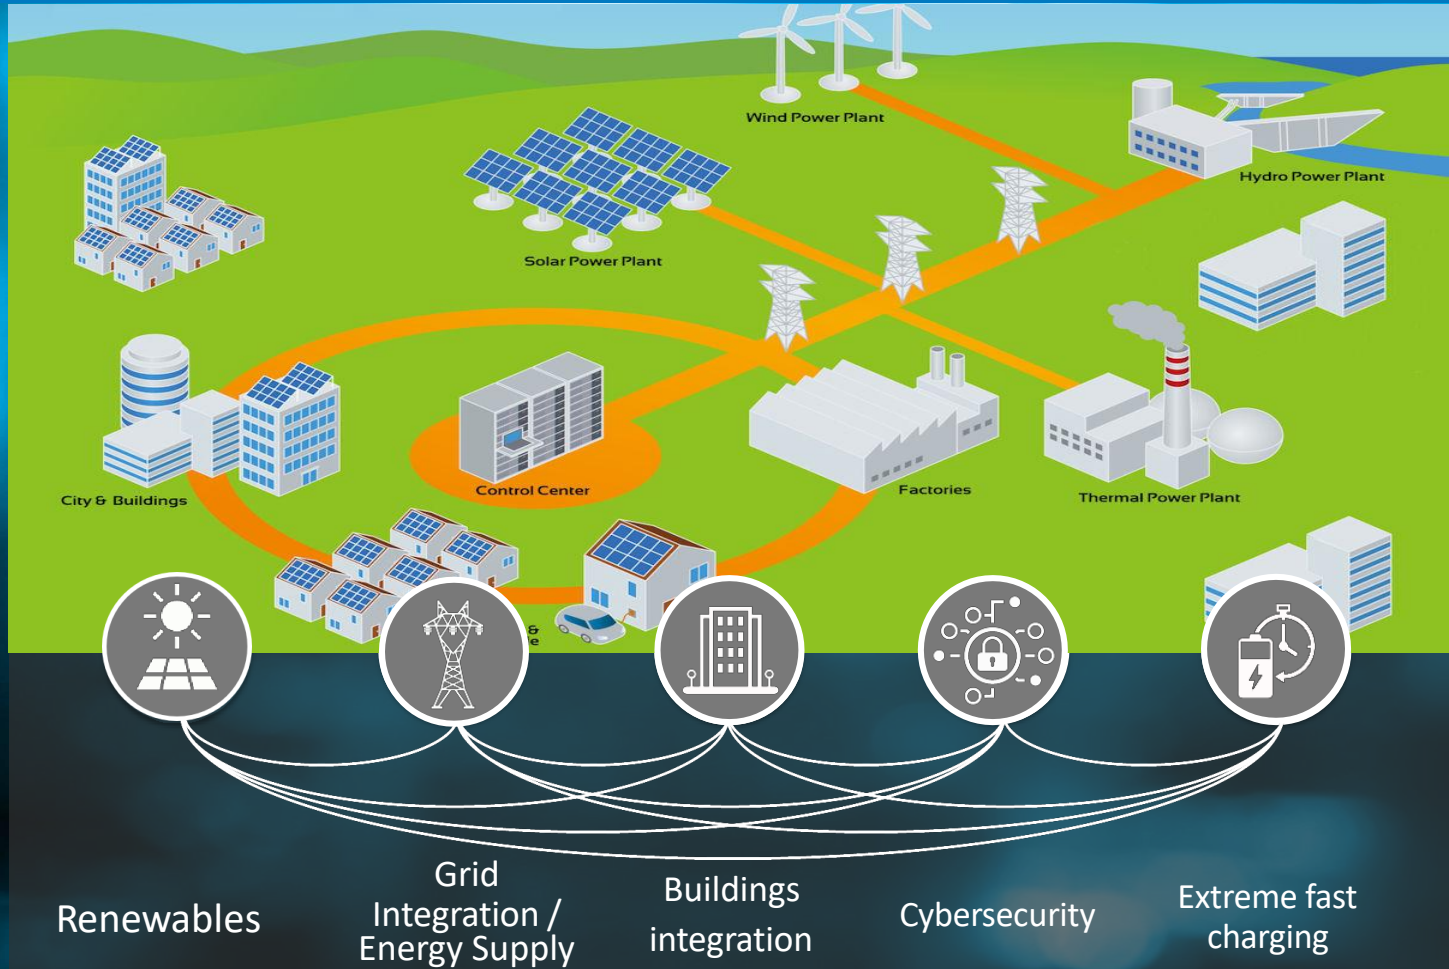 Wind Power Plant
Hydro Power Plant
Solar Power Plant
City & Buildings
Control Center
Factories
Thermal Power Plant
&
Renewables
Grid
Integration /
Energy Supply
Buildings
integration
Cybersecurity
Extreme fast
charging